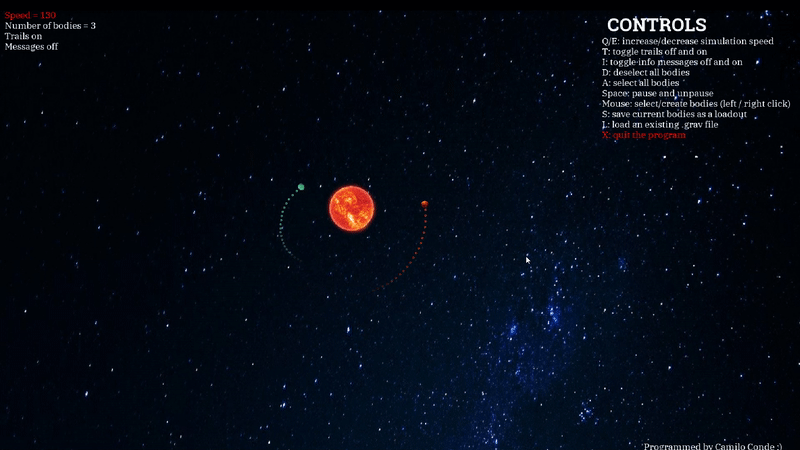 Speed = 130
Number of bodies = 3
Trails on
Messages off
CONTROLS
Q/E: increase/decrease simulation speed
T: toggle trails off and on
I: toggle info messages off and on
D: deselect all bodies
A: select all bodies
Space: pause and unpause
Mouse: select/create bodies (left / right click)
S: save current bodies as a loadout
L: load an existing .grav file
X: quit the program
Programmed by Camilo Conde :)